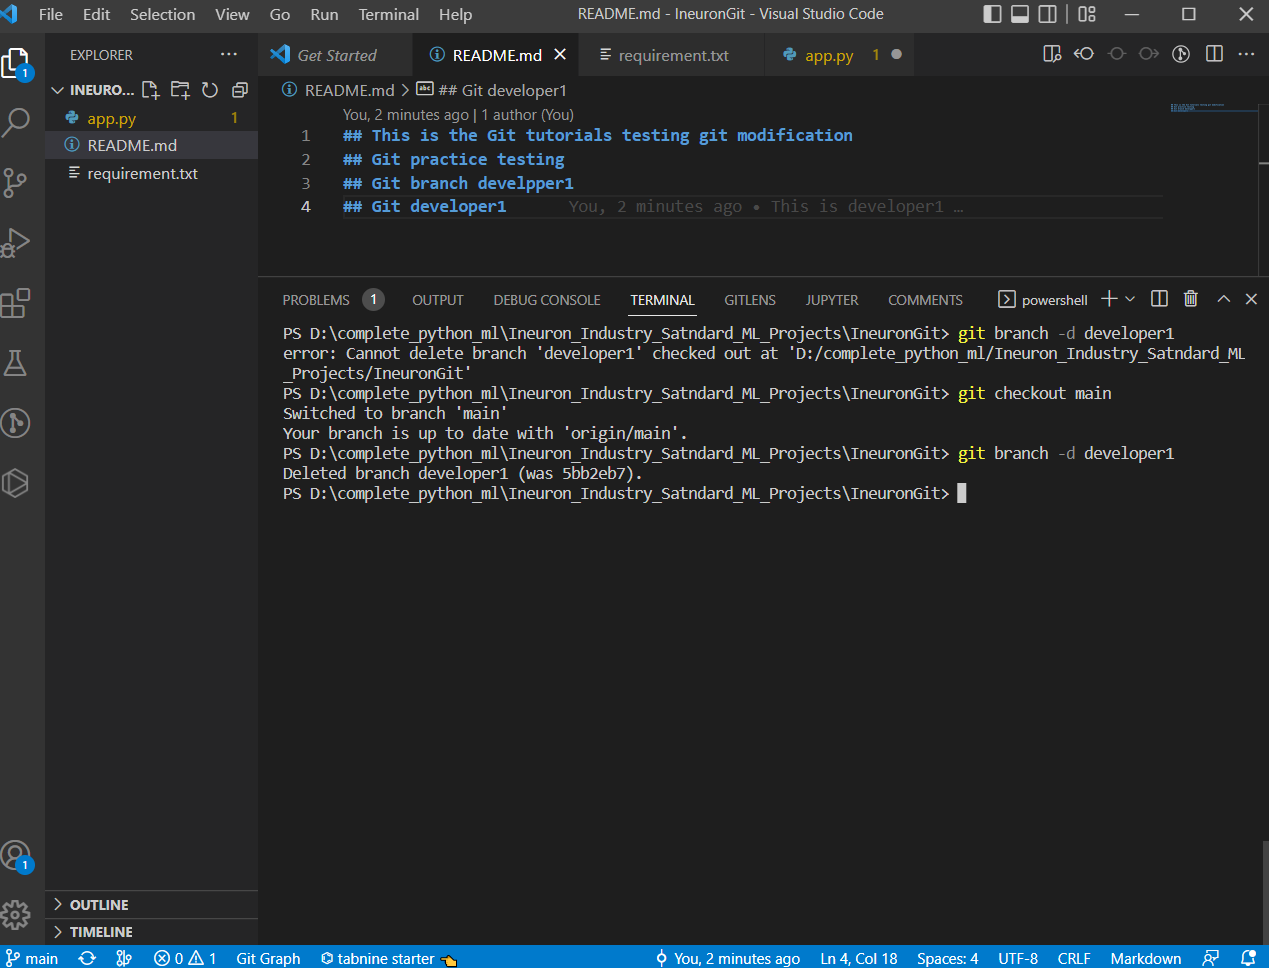 File Edit Selection View Go Run Terminal Help README.md - IneuronGit - Visual Studio Code
EXPLORER
Get Started
README.md
requirement.txt
app.py 1
1
INEURO...
README.md > ## Git developer1
app.py 1
README.md
requirement.txt
You, 2 minutes ago | 1 author (You)
1 ## This is the Git tutorials testing git modification
2 ## Git practice testing
3 ## Git branch develpper1
4 ## Git developer1 You, 2 minutes ago • This is developer1 …
PROBLEMS 1 OUTPUT DEBUG CONSOLE TERMINAL GITLENS JUPYTER COMMENTS powershell
PS D:\complete_python_ml\Ineuron_Industry_Satndard_ML_Projects\IneuronGit> git branch -d developer1
error: Cannot delete branch 'developer1' checked out at 'D:/complete_python_ml/Ineuron_Industry_Satndard_ML
_Projects/IneuronGit'
PS D:\complete_python_ml\Ineuron_Industry_Satndard_ML_Projects\IneuronGit> git checkout main
Switched to branch 'main'
Your branch is up to date with 'origin/main'.
PS D:\complete_python_ml\Ineuron_Industry_Satndard_ML_Projects\IneuronGit> git branch -d developer1
Deleted branch developer1 (was 5bb2eb7).
PS D:\complete_python_ml\Ineuron_Industry_Satndard_ML_Projects\IneuronGit>
1
OUTLINE
TIMELINE
main 0 1 Git Graph tabnine starter You, 2 minutes ago Ln 4, Col 18 Spaces: 4 UTF-8 CRLF Markdown